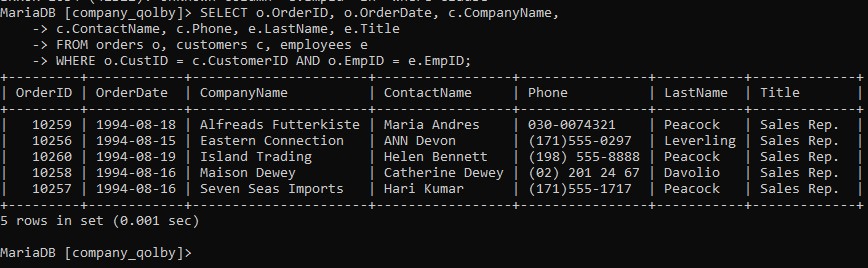 MariaDB [company_qolby]> SELECT o.OrderID, o.OrderDate, c.CompanyName,
    -> c.ContactName, c.Phone, e.LastName, e.Title
    -> FROM orders o, customers c, employees e
    -> WHERE o.CustID = c.CustomerID AND o.EmpID = e.EmpID;
+---------+------------+---------------------+-----------------+----------------+-----------+------------+
| OrderID | OrderDate  | CompanyName         | ContactName     | Phone          | LastName  | Title      |
+---------+------------+---------------------+-----------------+----------------+-----------+------------+
|   10259 | 1994-08-18 | Alfreads Futterkiste | Maria Andres    | 030-0074321    | Peacock   | Sales Rep. |
|   10256 | 1994-08-15 | Eastern Connection  | ANN Devon       | (171)555-0297  | Leverling | Sales Rep. |
|   10260 | 1994-08-19 | Island Trading      | Helen Bennett   | (198) 555-8888 | Peacock   | Sales Rep. |
|   10258 | 1994-08-16 | Maison Dewey        | Catherine Dewey | (02) 201 24 67 | Davolio   | Sales Rep. |
|   10257 | 1994-08-16 | Seven Seas Imports  | Hari Kumar      | (171)555-1717  | Peacock   | Sales Rep. |
+---------+------------+---------------------+-----------------+----------------+-----------+------------+
5 rows in set (0.001 sec)
MariaDB [company_qolby]>